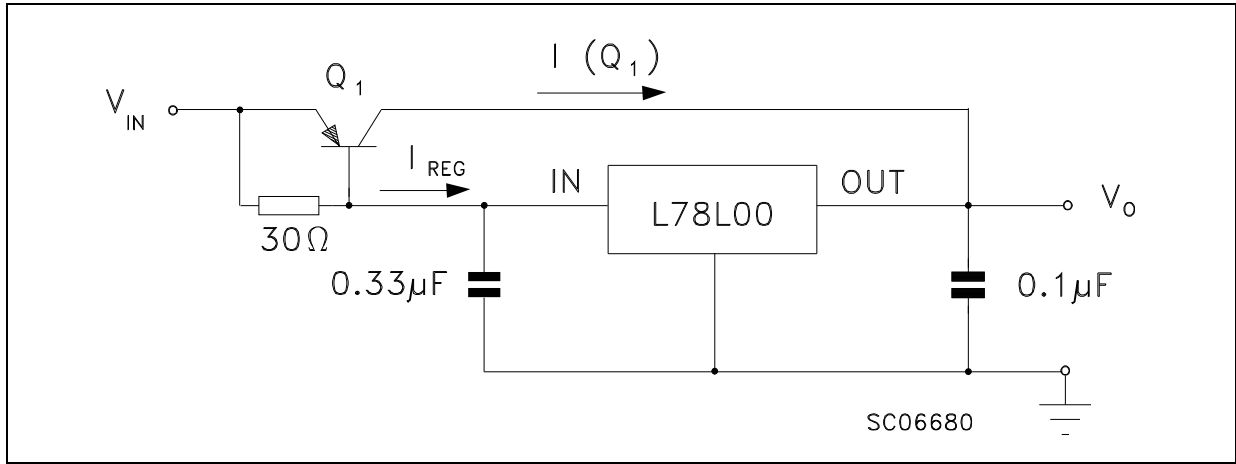 I (Q1)
Q1
VIN
IREG
IN
OUT
VO
L78L00
30Ω
0.33µF
0.1µF
SC06680